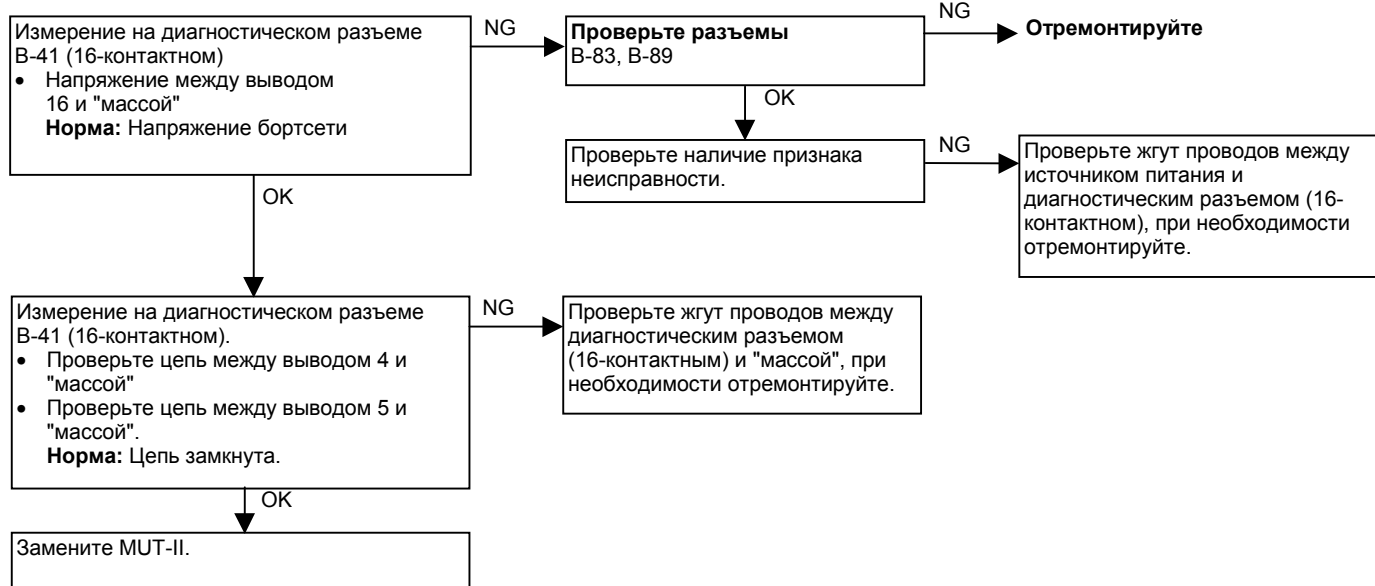 Измерение на диагностическом разъеме
B-41 (16-контактном)
• Напряжение между выводом
16 и "массой"
Норма: Напряжение бортсети
NG
Проверьте разъемы
B-83, B-89
NG
Отремонтируйте
OK
Проверьте наличие признака
неисправности.
NG
Проверьте жгут проводов между
источником питания и
диагностическим разъемом (16-
контактном), при необходимости
отремонтируйте.
OK
Измерение на диагностическом разъеме
B-41 (16-контактном).
• Проверьте цепь между выводом 4 и
"массой"
• Проверьте цепь между выводом 5 и
"массой".
Норма: Цепь замкнута.
NG
Проверьте жгут проводов между
диагностическим разъемом
(16-контактным) и "массой", при
необходимости отремонтируйте.
OK
Замените MUT-II.